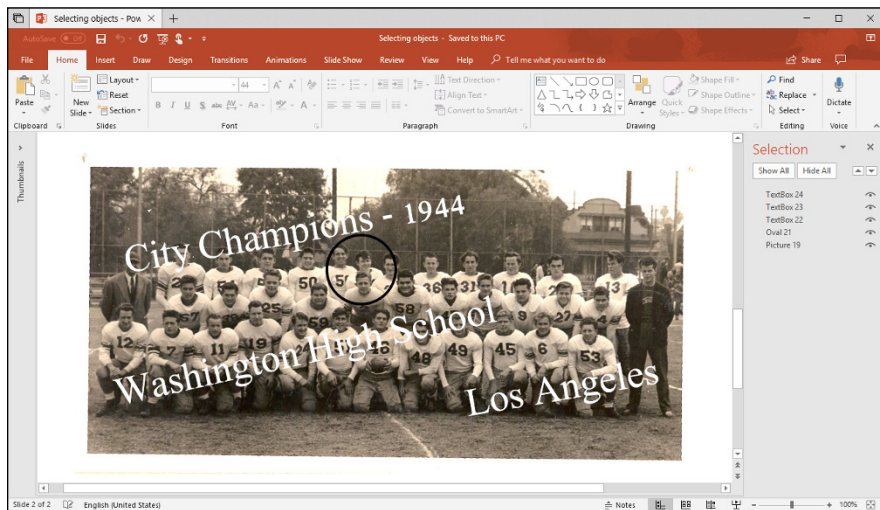 Selecting objects - Pow
AutoSave Off
Selecting objects - Saved to this PC
File Home Insert Draw Design Transitions Animations Slide Show Review View Help Tell me what you want to do Share
Paste
Clipboard
New Slide
Layout
Reset
Section
Slides
44
B I U S abc AV Aa A
Font
Text Direction
Align Text
Convert to SmartArt
Paragraph
Arrange
Quick Styles
Shape Fill
Shape Outline
Shape Effects
Drawing
Find
Replace
Select
Editing
Dictate
Voice
Thumbnails
City Champions - 1944
Washington High School
Los Angeles
Selection
Show All Hide All
TextBox 24
TextBox 23
TextBox 22
Oval 21
Picture 19
Slide 2 of 2 English (United States) Notes 100%